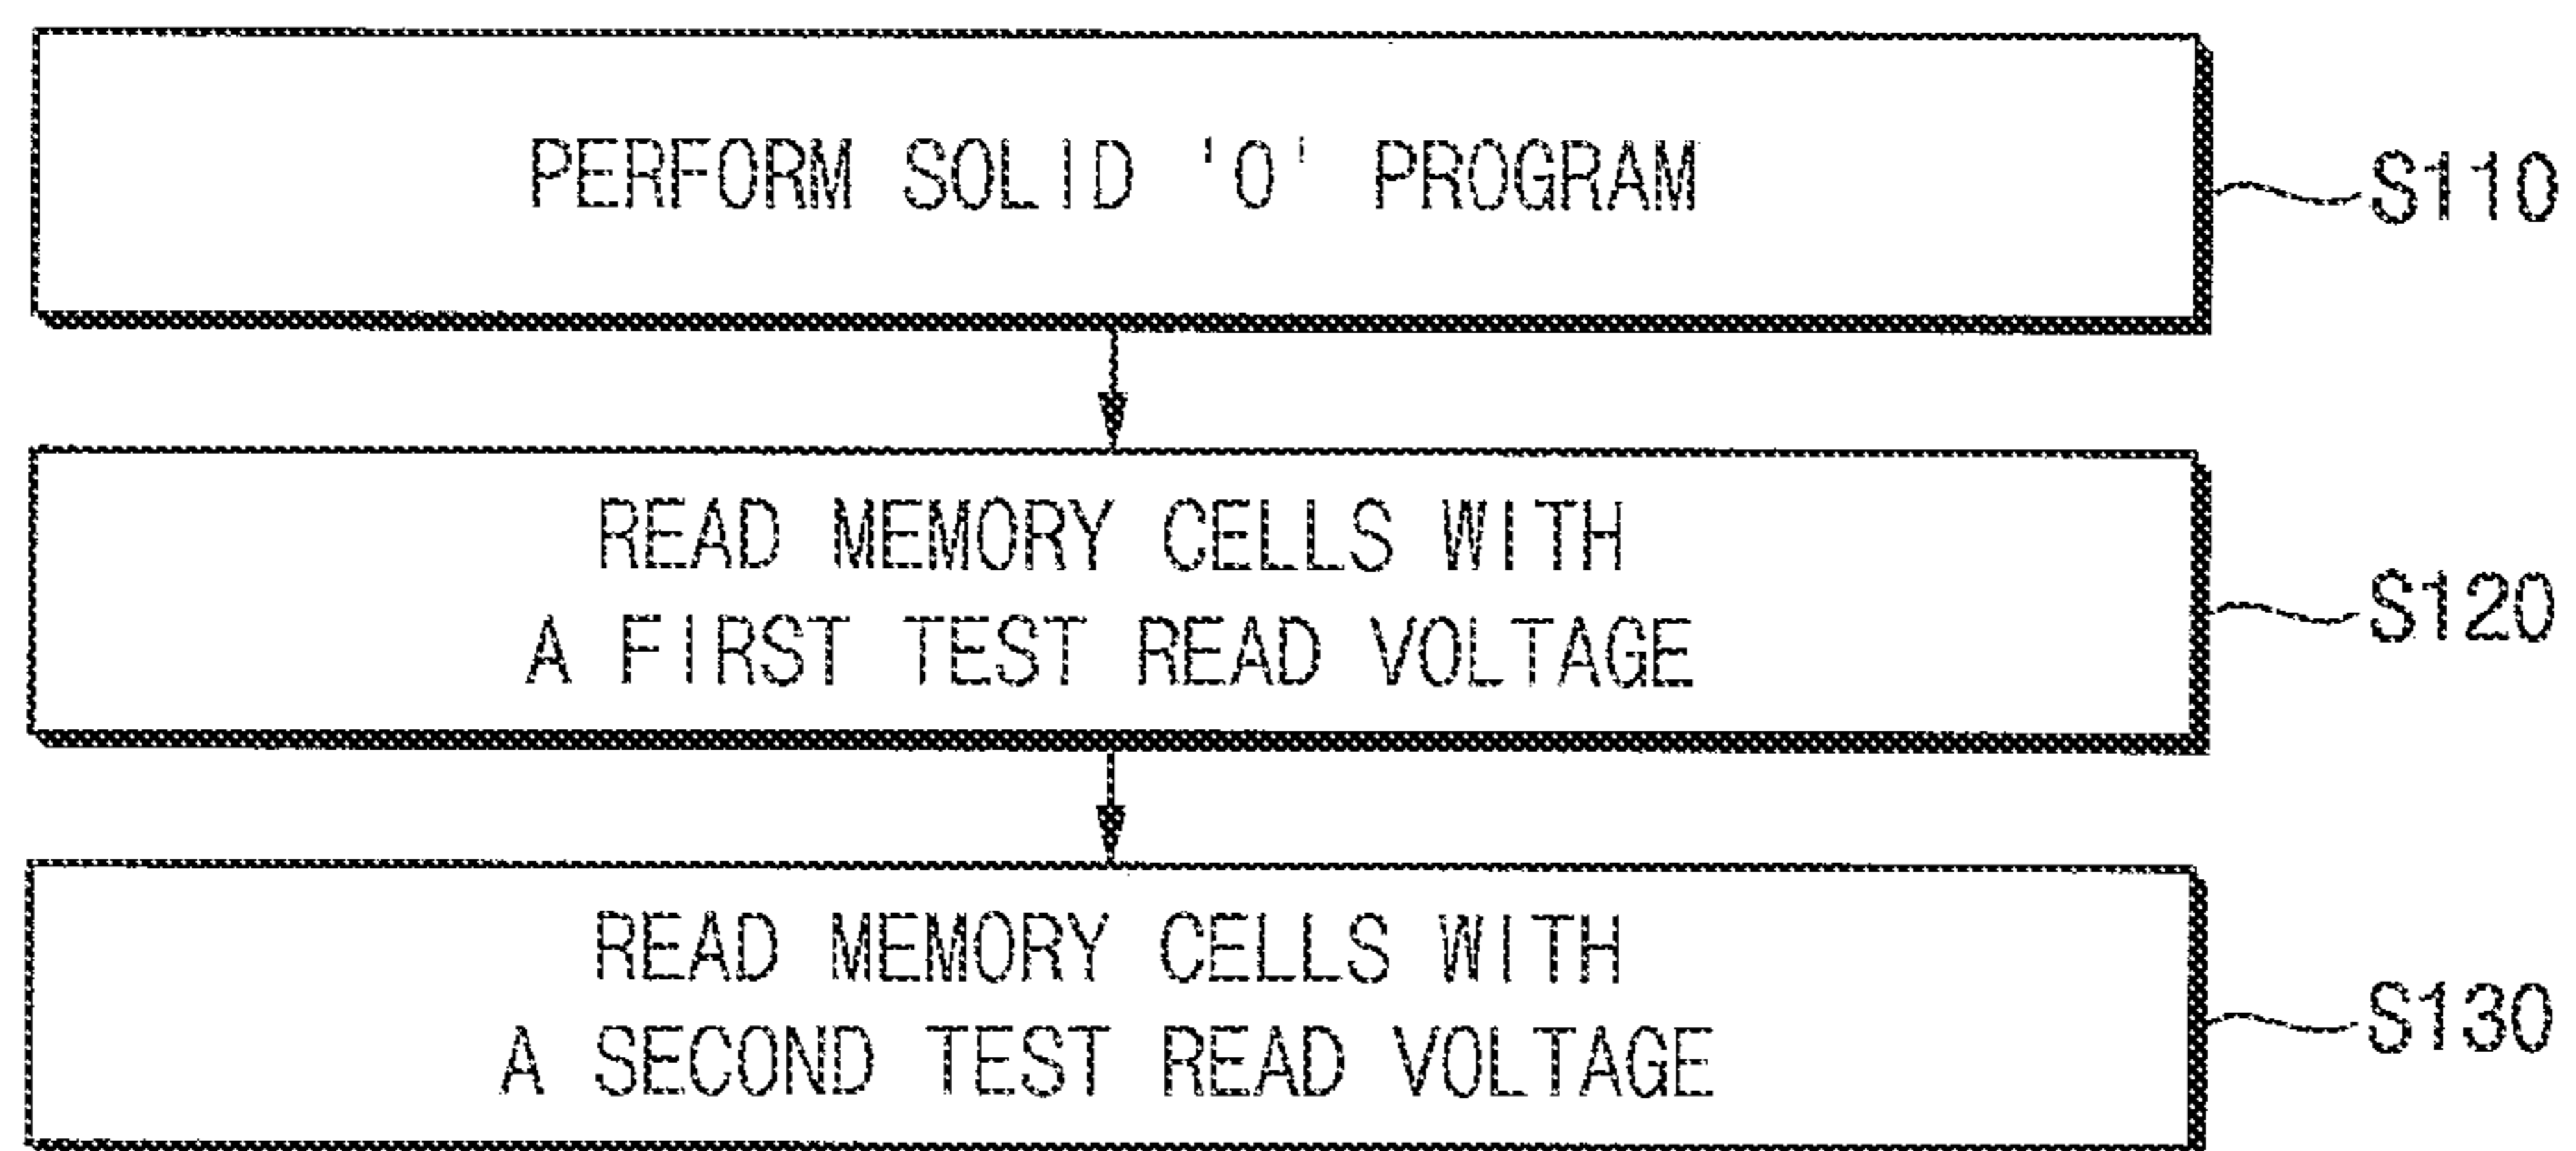 PERFORM SOLID '0' PROGRAM
S110
READ MEMORY CELLS WITH
A FIRST TEST READ VOLTAGE
S120
READ MEMORY CELLS WITH
A SECOND TEST READ VOLTAGE
S130